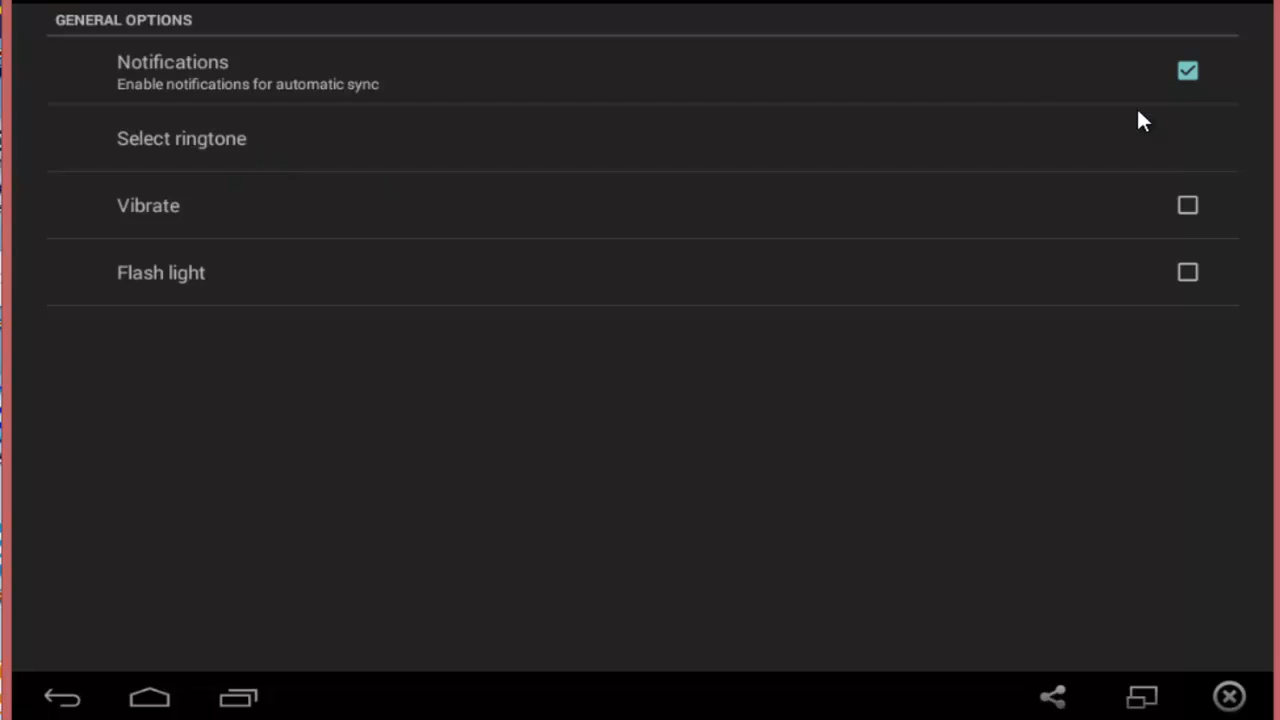 GENERAL OPTIONS
Notifications
Enable notifications for automatic sync
Select ringtone
Vibrate
Flash light